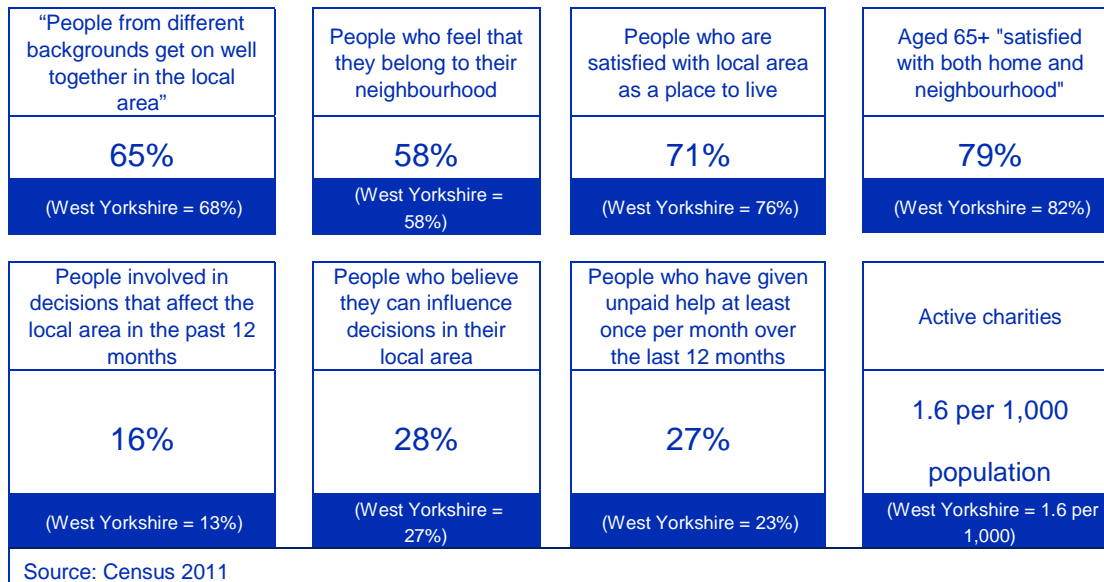 “People from different
backgrounds get on well
together in the local
area”
65%
(West Yorkshire = 68%)
People who feel that
they belong to their
neighbourhood
58%
(West Yorkshire =
58%)
People who are
satisfied with local area
as a place to live
71%
(West Yorkshire = 76%)
Aged 65+ "satisfied
with both home and
neighbourhood"
79%
(West Yorkshire = 82%)
People involved in
decisions that affect the
local area in the past 12
months
16%
(West Yorkshire = 13%)
People who believe
they can influence
decisions in their
local area
28%
(West Yorkshire =
27%)
People who have given
unpaid help at least
once per month over
the last 12 months
27%
(West Yorkshire = 23%)
Active charities
1.6 per 1,000
population
(West Yorkshire = 1.6 per
1,000)
Source: Census 2011